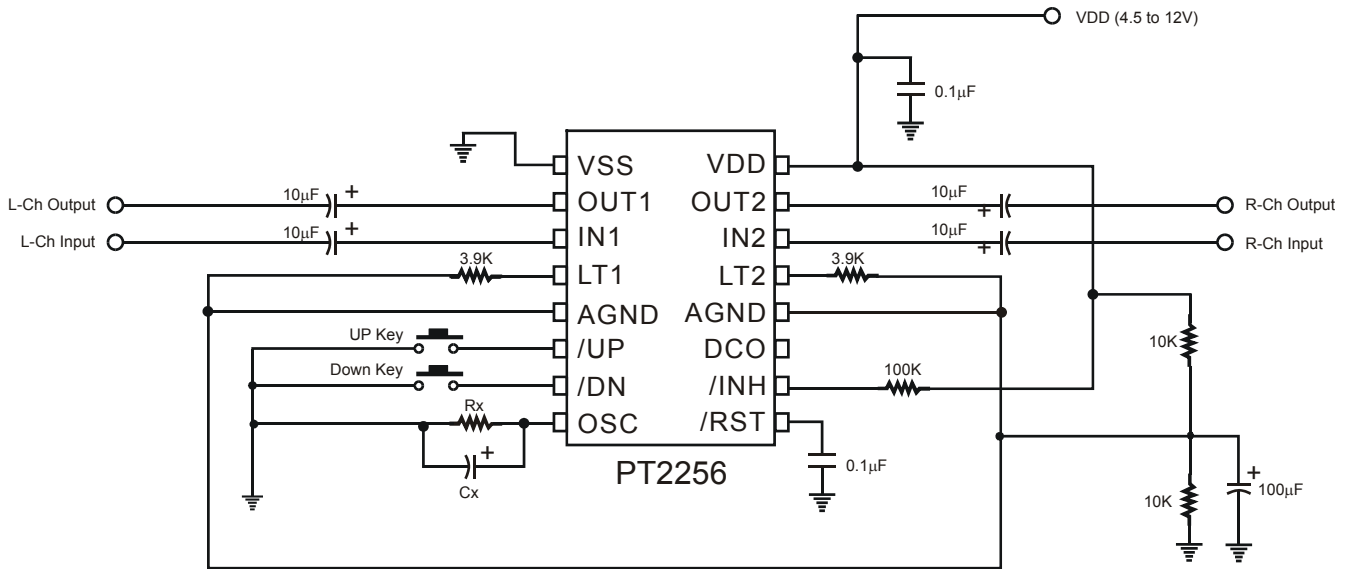 VDD (4.5 to 12V)
0.1µF
VSS VDD
L-Ch Output 10µF + OUT1 OUT2 10µF + R-Ch Output
L-Ch Input 10µF + IN1 IN2 10µF + R-Ch Input
3.9K LT1 LT2 3.9K
AGND AGND
UP Key /UP DCO 10K
Down Key /DN /INH 100K
Rx OSC /RST
+ Cx
PT2256
0.1µF
10K
+ 100µF